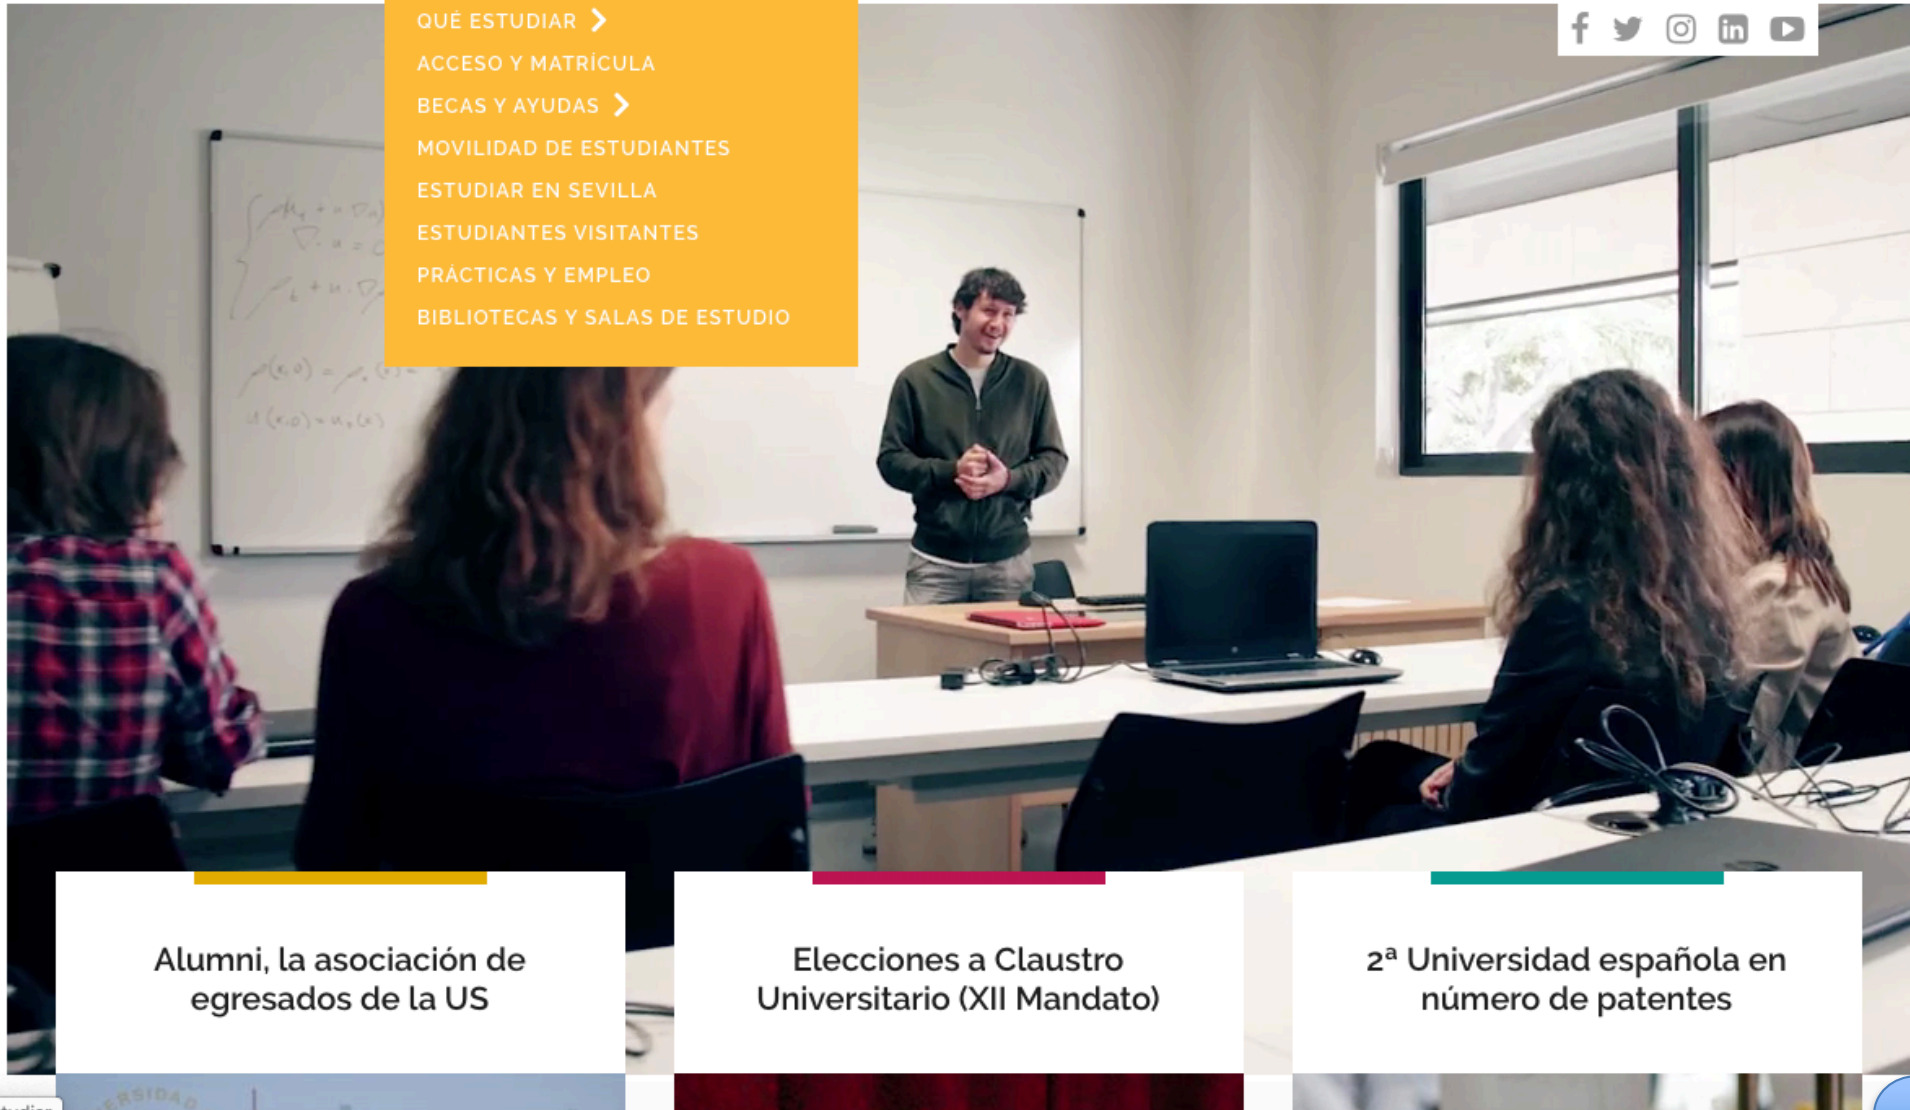 QUÉ ESTUDIAR
ACCESO Y MATRÍCULA
BECAS Y AYUDAS
MOVILIDAD DE ESTUDIANTES
ESTUDIAR EN SEVILLA
ESTUDIANTES VISITANTES
PRÁCTICAS Y EMPLEO
BIBLIOTECAS Y SALAS DE ESTUDIO
Alumni, la asociación de
egresados de la US
Elecciones a Claustro
Universitario (XII Mandato)
2ª Universidad española en
número de patentes